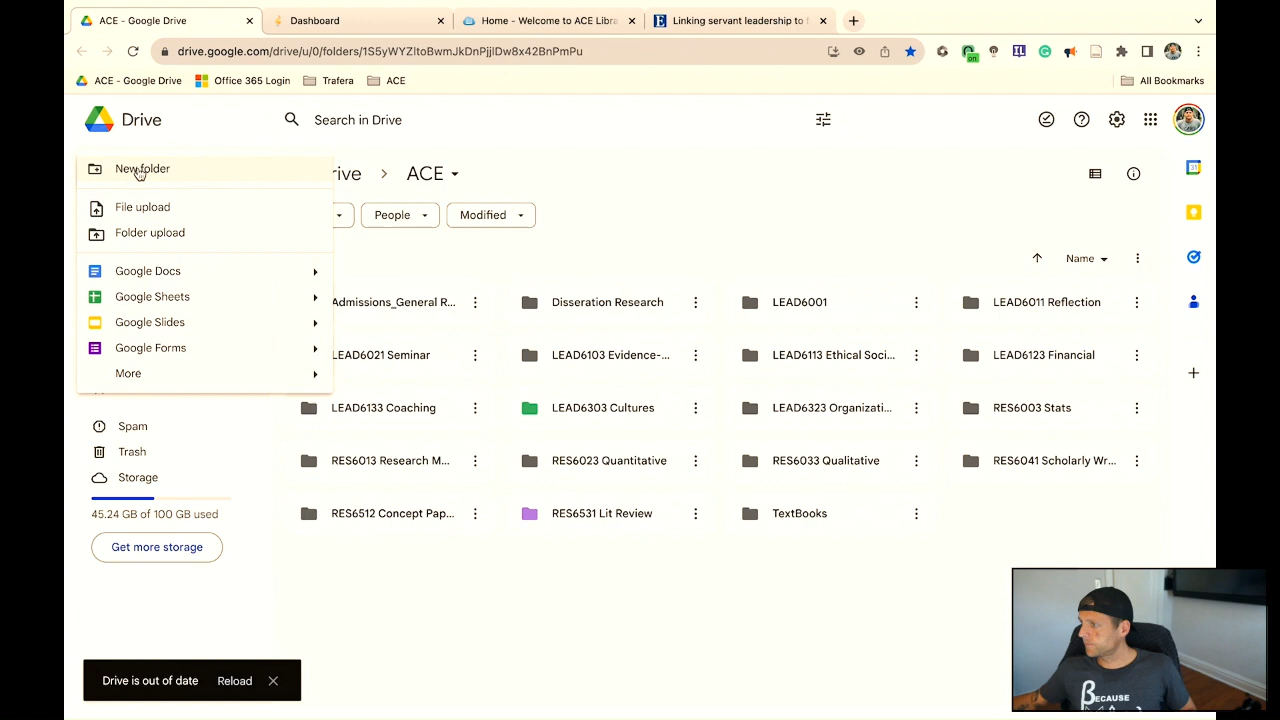 ACE - Google Drive
Dashboard
Home - Welcome to ACE Libra
Linking servant leadership to f
drive.google.com/drive/u/0/folders/1S5yWYZltoBwmJkDnPjjlDw8x42BnPmPu
on
IL
ACE - Google Drive
Office 365 Login
Trafera
ACE
All Bookmarks
Drive
Search in Drive
New folder
rive > ACE
File upload
People
Modified
Folder upload
Name
Google Docs
Google Sheets
Admissions_General R...
Disseration Research
LEAD6001
LEAD6011 Reflection
Google Slides
Google Forms
LEAD6021 Seminar
LEAD6103 Evidence-...
LEAD6113 Ethical Soci...
LEAD6123 Financial
More
LEAD6133 Coaching
LEAD6303 Cultures
LEAD6323 Organizati...
RES6003 Stats
Spam
Trash
RES6013 Research M...
RES6023 Quantitative
RES6033 Qualitative
RES6041 Scholarly Wr...
Storage
45.24 GB of 100 GB used
RES6512 Concept Pap...
RES6531 Lit Review
TextBooks
Get more storage
Drive is out of date
Reload
BECAUSE